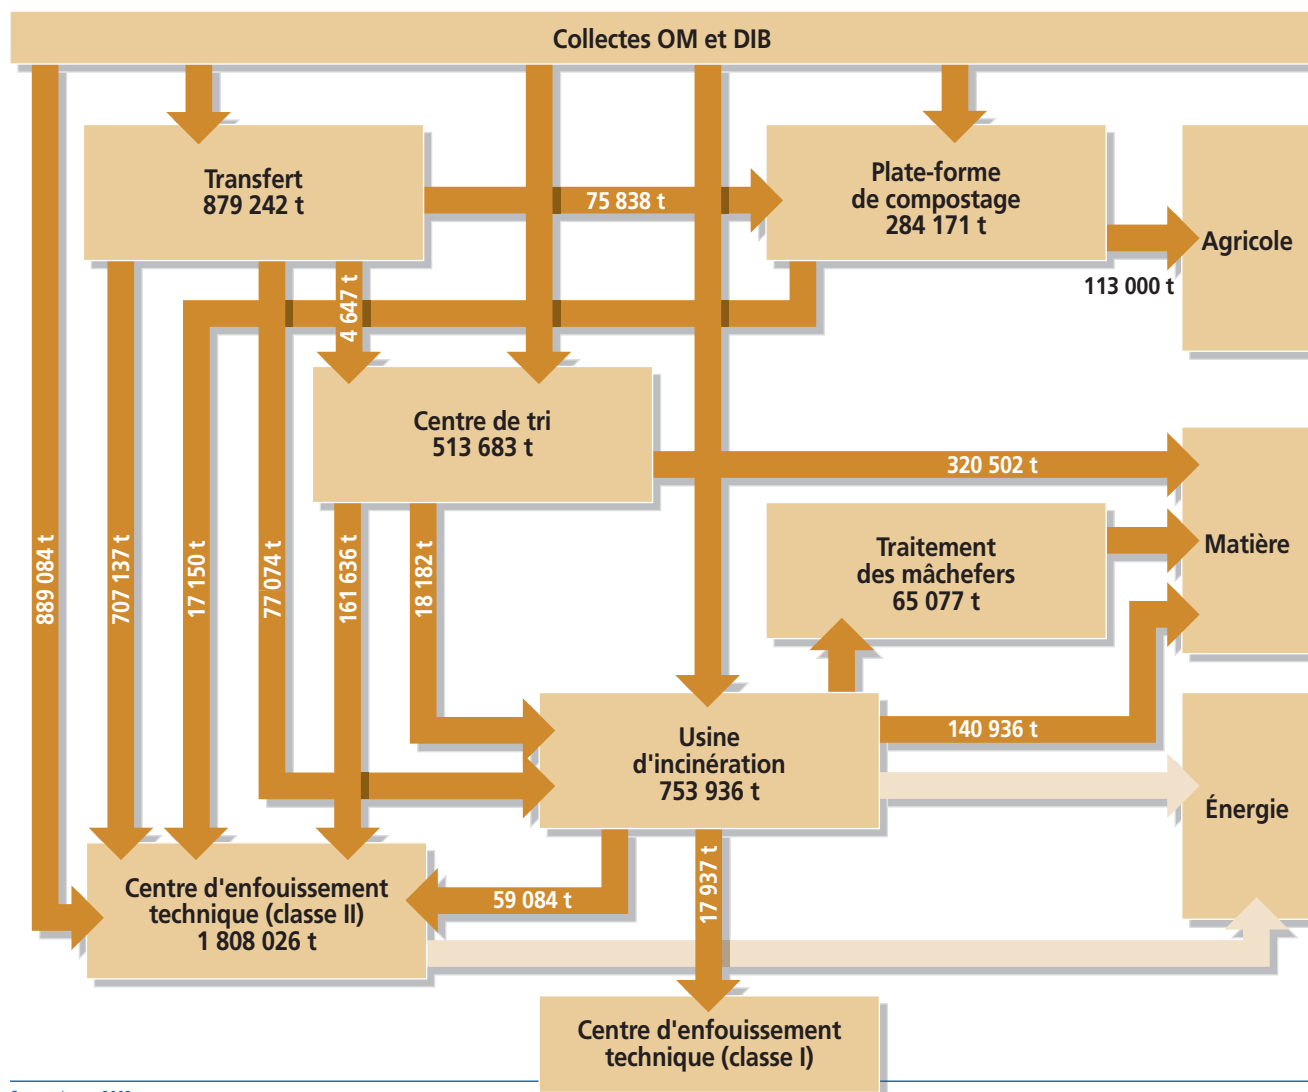 Collectes OM et DIB
Transfert
879 242 t
75 838 t
Plate-forme
de compostage
284 171 t
Agricole
113 000 t
4 647 t
Centre de tri
513 683 t
320 502 t
Matière
889 084 t
707 137 t
17 150 t
77 074 t
161 636 t
18 182 t
Traitement
des mâchefers
65 077 t
Usine
d'incinération
753 936 t
140 936 t
Énergie
Centre d'enfouissement
technique (classe II)
1 808 026 t
59 084 t
17 937 t
Centre d'enfouissement
technique (classe I)